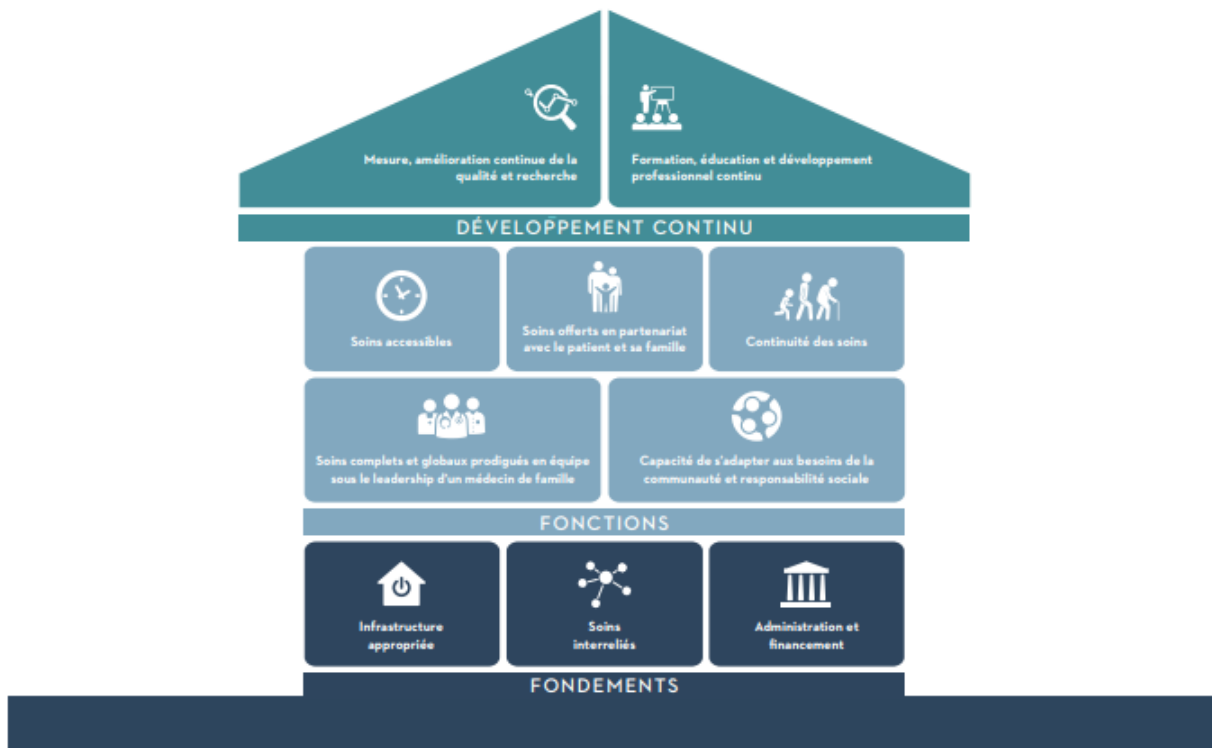 Mesure, amélioration continue de la
qualité et recherche
Formation, éducation et développement
professionnel continu
DÉVELOPPEMENT CONTINU
Soins accessibles
Soins offerts en partenariat
avec le patient et sa famille
Continuité des soins
Soins complets et globaux prodigués en équipe
sous le leadership d'un médecin de famille
Capacité de s'adapter aux besoins de la
communauté et responsabilité sociale
FONCTIONS
Infrastructure
appropriée
Soins
interreliés
Administration et
financement
FONDEMENTS